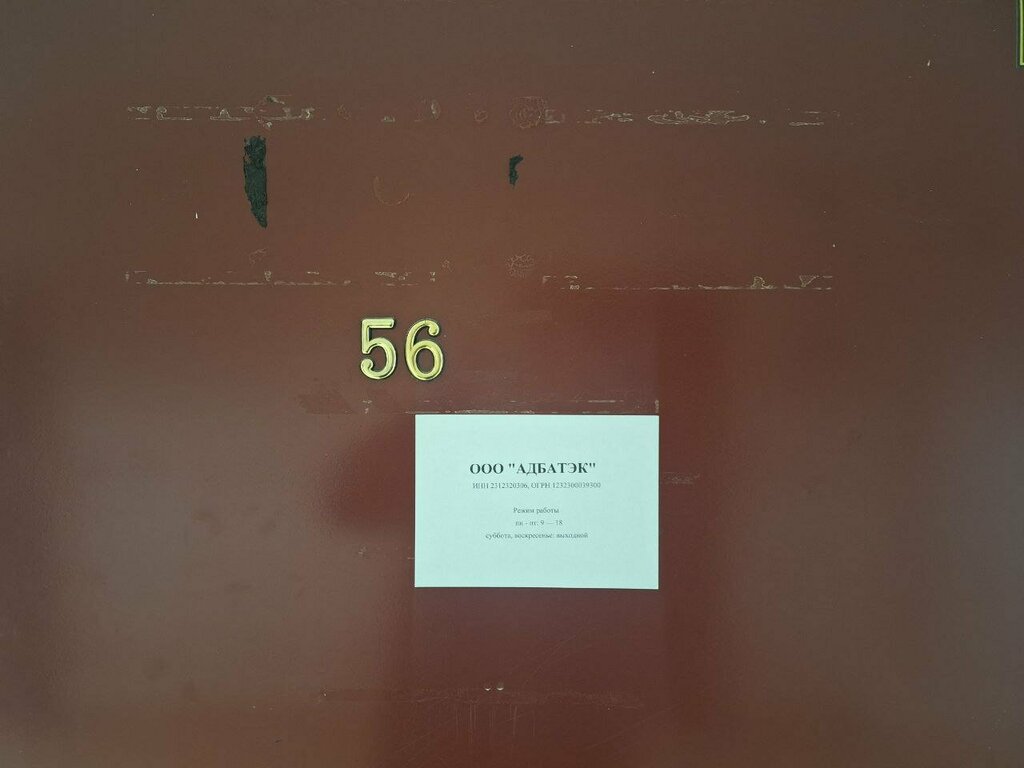 56
ООО "АДБАТЭК"
ИНН 2312320306, ОГРН 1232300039300
Режим работы
пн - пт: 9 — 18
суббота, воскресенье: выходной